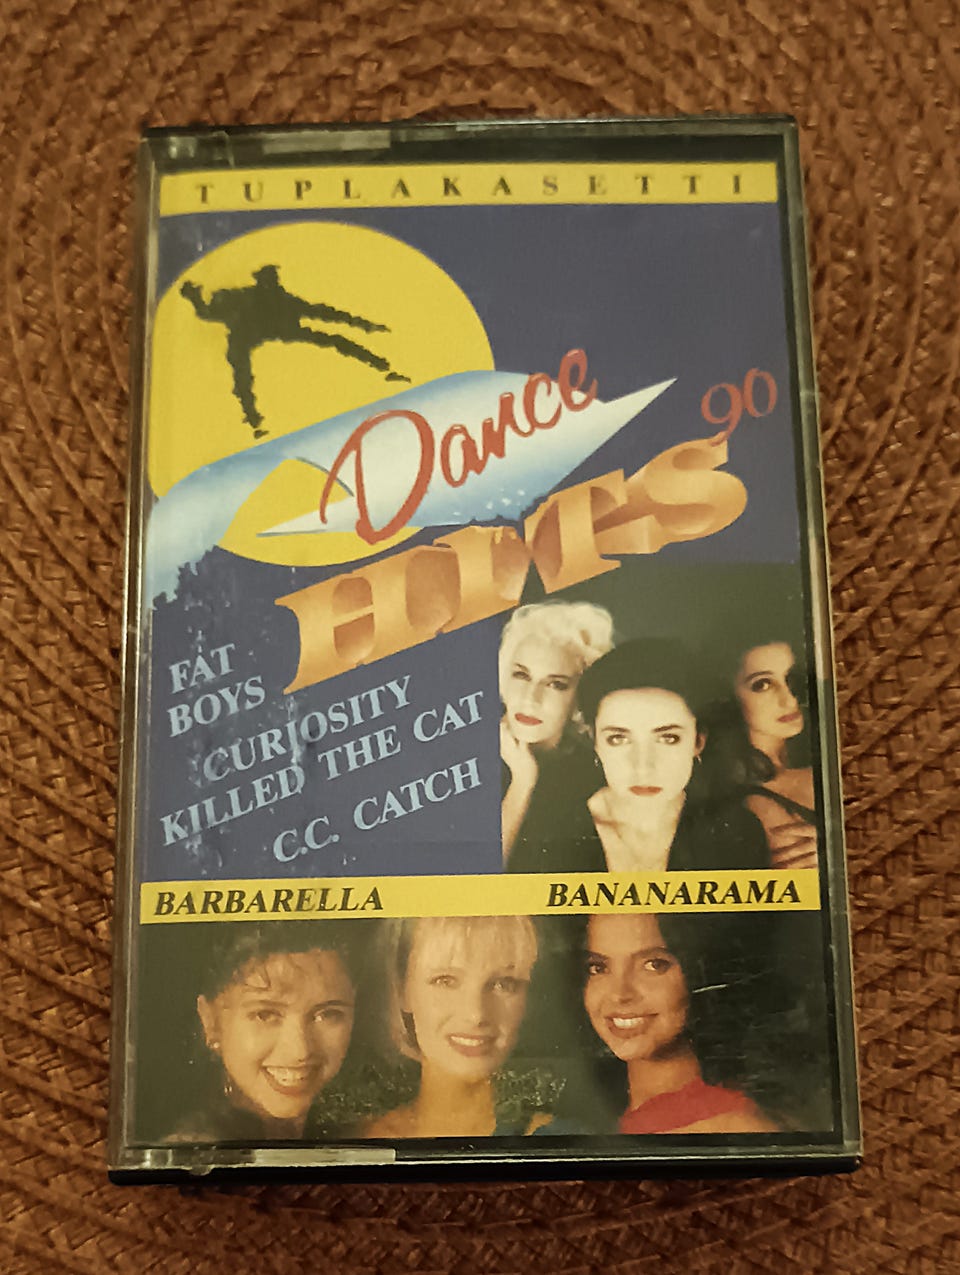 TUPLAKASETTI
Dance
HITS 90
FAT
BOYS
CURIOSITY
KILLED THE CAT
C.C. CATCH
BARBARELLA BANANARAMA